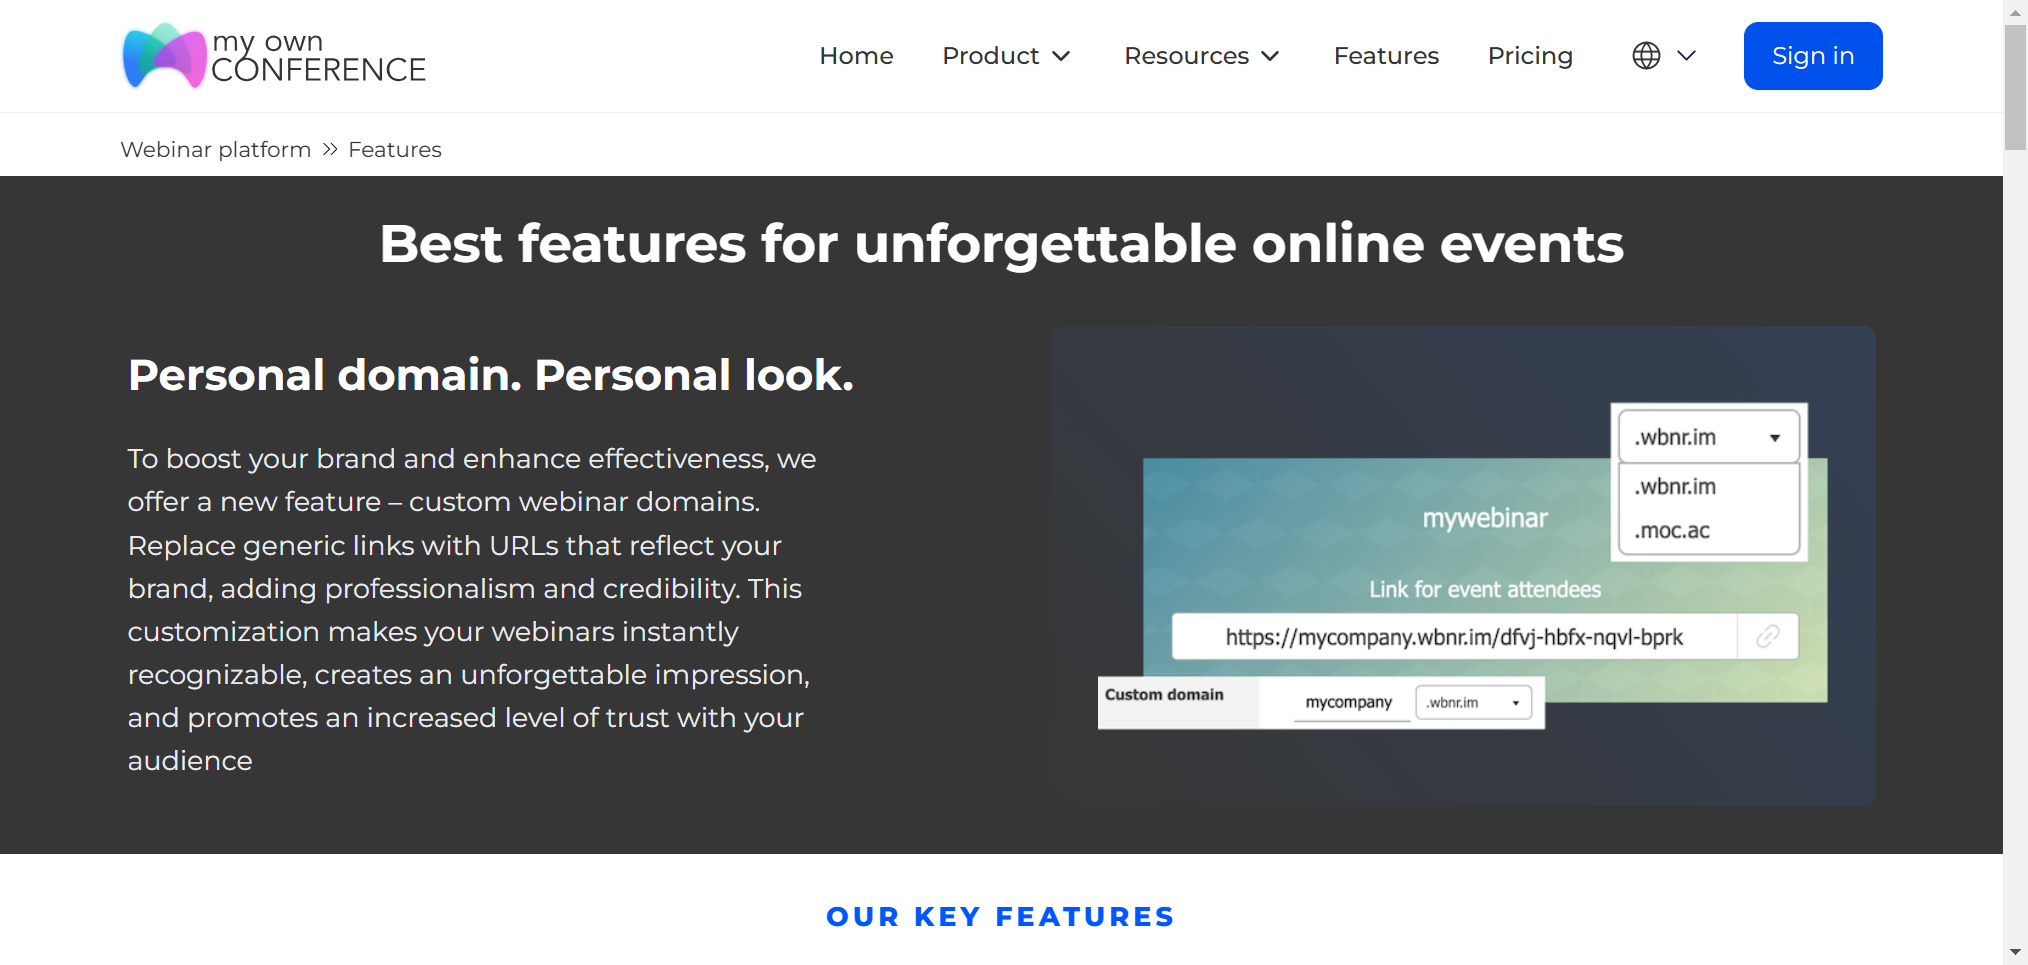 my own
CONFERENCE
Home Product Resources Features Pricing Sign in
Webinar platform » Features
Best features for unforgettable online events
Personal domain. Personal look.
To boost your brand and enhance effectiveness, we
offer a new feature – custom webinar domains.
Replace generic links with URLs that reflect your
brand, adding professionalism and credibility. This
customization makes your webinars instantly
recognizable, creates an unforgettable impression,
and promotes an increased level of trust with your
audience
.wbnr.im
.wbnr.im
.moc.ac
mywebinar
Link for event attendees
https://mycompany.wbnr.im/dfvj-hbfx-nqvl-bprk
Custom domain mycompany .wbnr.im
OUR KEY FEATURES